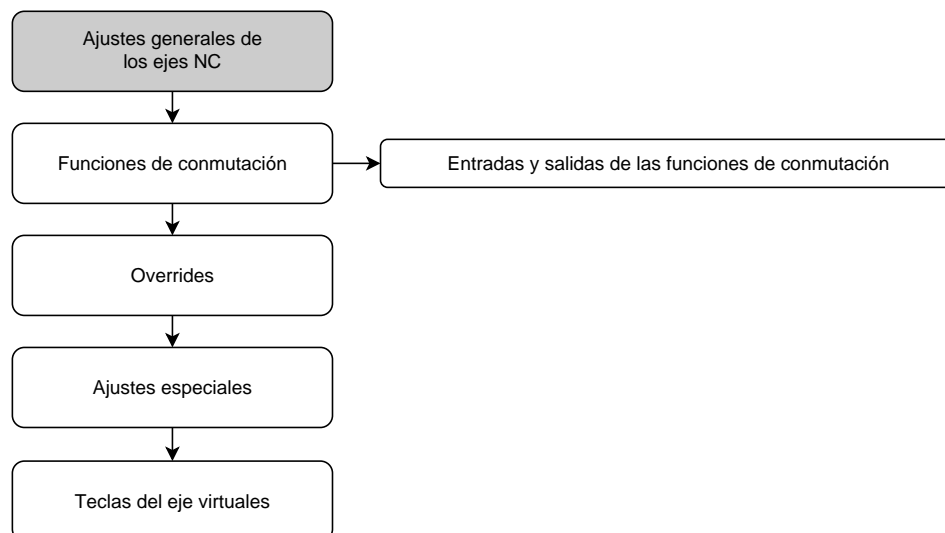 Ajustes generales de
los ejes NC
Funciones de conmutación
Entradas y salidas de las funciones de conmutación
Overrides
Ajustes especiales
Teclas del eje virtuales